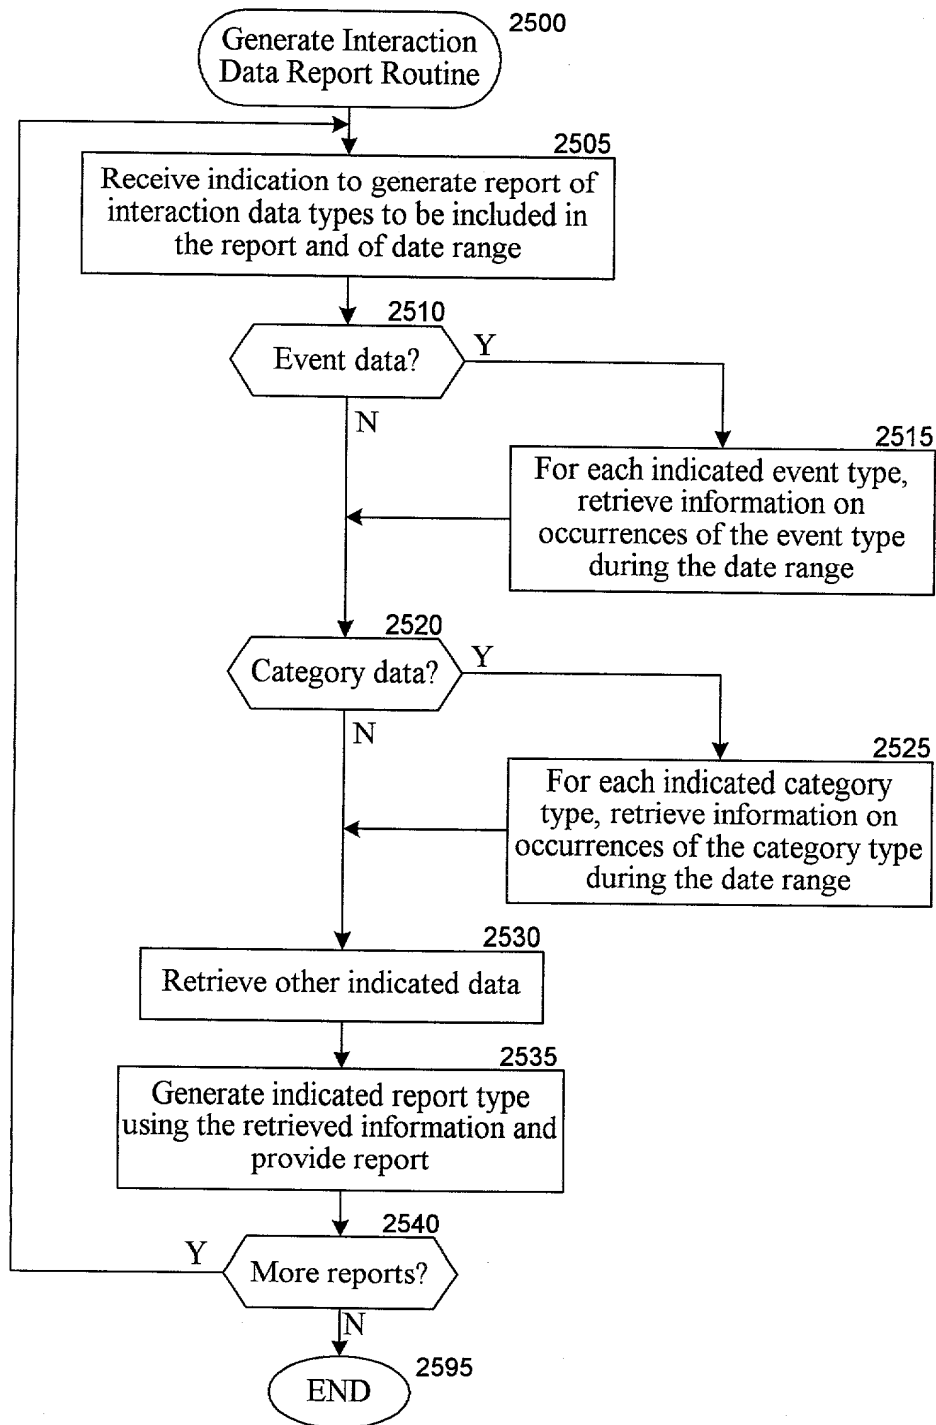 2500
Generate Interaction
Data Report Routine
2505
Receive indication to generate report of
interaction data types to be included in
the report and of date range
2510
Event data?
Y
N
2515
For each indicated event type,
retrieve information on
occurrences of the event type
during the date range
2520
Category data?
Y
N
2525
For each indicated category
type, retrieve information on
occurrences of the category type
during the date range
2530
Retrieve other indicated data
2535
Generate indicated report type
using the retrieved information and
provide report
2540
Y
More reports?
N
2595
END